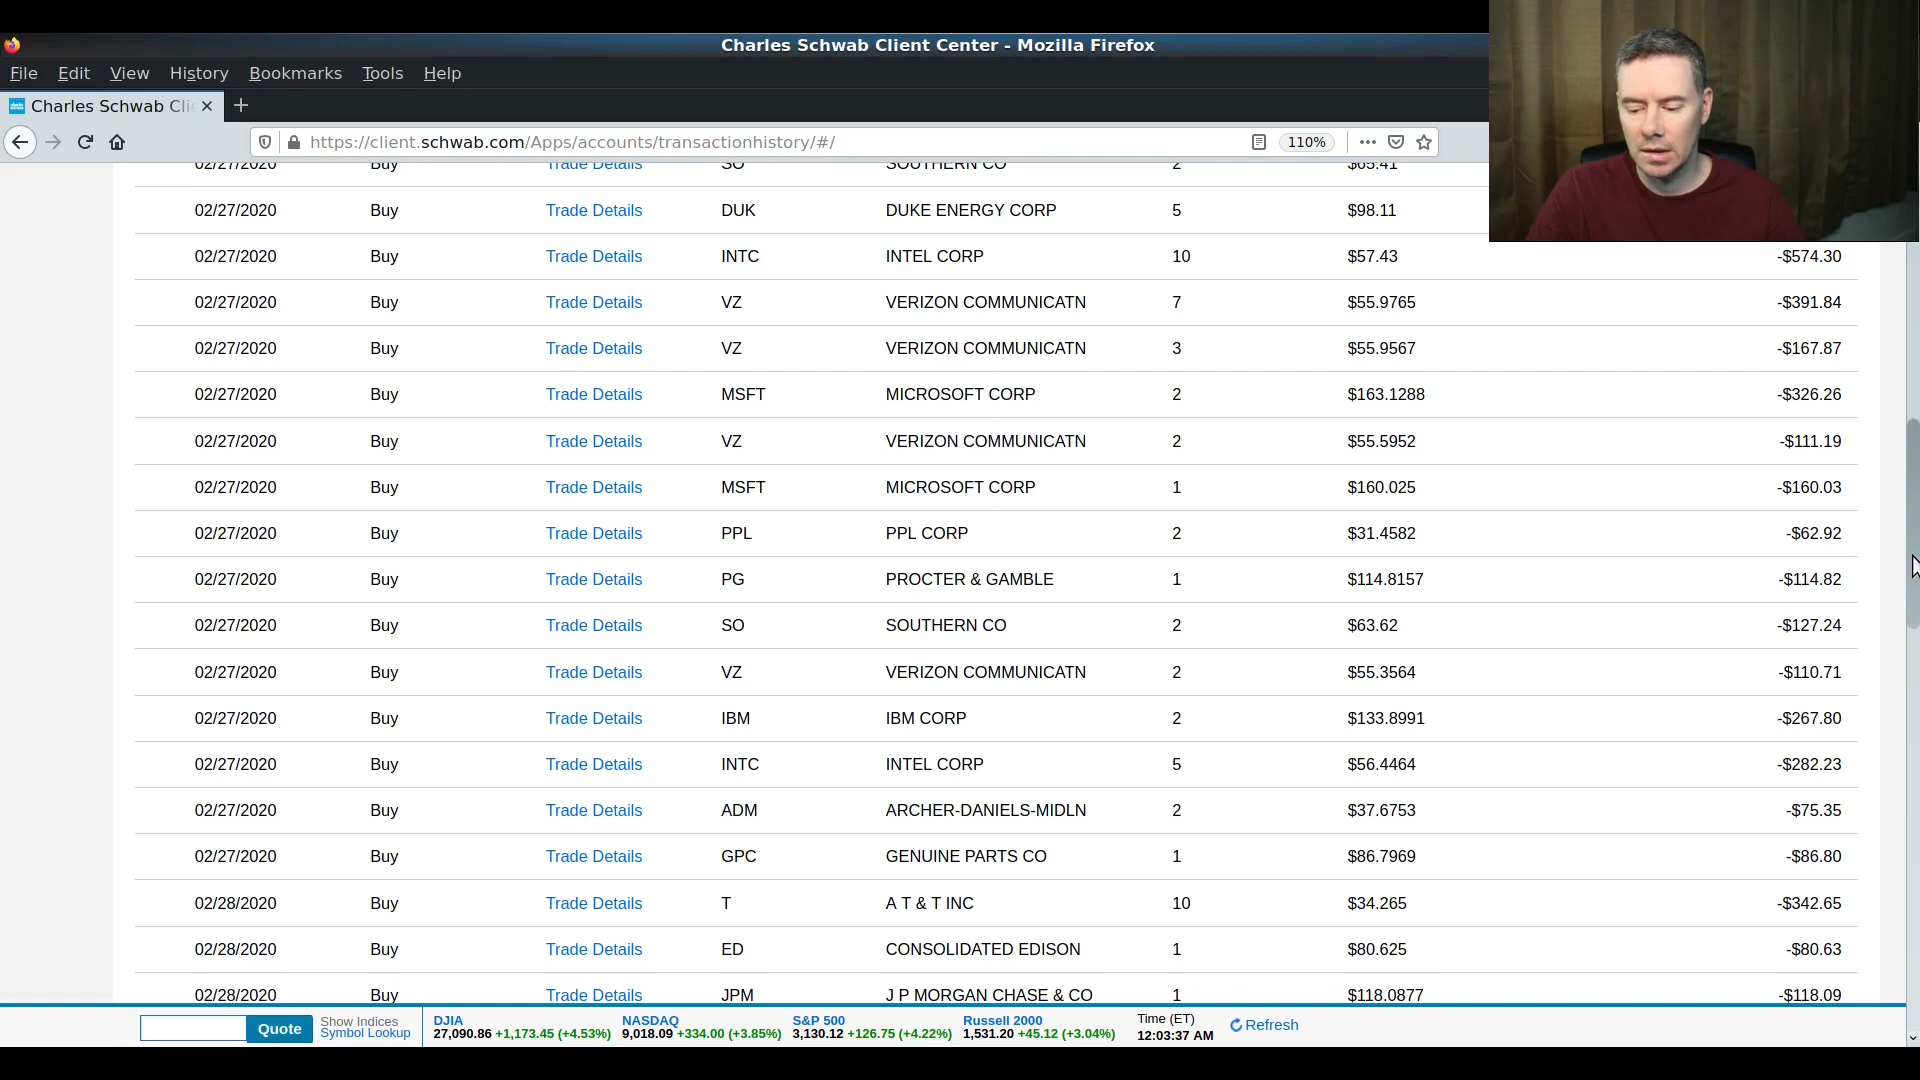 Charles Schwab Client Center - Mozilla Firefox
File Edit View History Bookmarks Tools Help
Charles Schwab Cli
https://client.schwab.com/Apps/accounts/transactionhistory/#/ 110%
02/27/2020 Buy Trade Details SO SOUTHERN CO 2 $65.41
02/27/2020 Buy Trade Details DUK DUKE ENERGY CORP 5 $98.11
02/27/2020 Buy Trade Details INTC INTEL CORP 10 $57.43 -$574.30
02/27/2020 Buy Trade Details VZ VERIZON COMMUNICATN 7 $55.9765 -$391.84
02/27/2020 Buy Trade Details VZ VERIZON COMMUNICATN 3 $55.9567 -$167.87
02/27/2020 Buy Trade Details MSFT MICROSOFT CORP 2 $163.1288 -$326.26
02/27/2020 Buy Trade Details VZ VERIZON COMMUNICATN 2 $55.5952 -$111.19
02/27/2020 Buy Trade Details MSFT MICROSOFT CORP 1 $160.025 -$160.03
02/27/2020 Buy Trade Details PPL PPL CORP 2 $31.4582 -$62.92
02/27/2020 Buy Trade Details PG PROCTER & GAMBLE 1 $114.8157 -$114.82
02/27/2020 Buy Trade Details SO SOUTHERN CO 2 $63.62 -$127.24
02/27/2020 Buy Trade Details VZ VERIZON COMMUNICATN 2 $55.3564 -$110.71
02/27/2020 Buy Trade Details IBM IBM CORP 2 $133.8991 -$267.80
02/27/2020 Buy Trade Details INTC INTEL CORP 5 $56.4464 -$282.23
02/27/2020 Buy Trade Details ADM ARCHER-DANIELS-MIDLN 2 $37.6753 -$75.35
02/27/2020 Buy Trade Details GPC GENUINE PARTS CO 1 $86.7969 -$86.80
02/28/2020 Buy Trade Details T A T & T INC 10 $34.265 -$342.65
02/28/2020 Buy Trade Details ED CONSOLIDATED EDISON 1 $80.625 -$80.63
02/28/2020 Buy Trade Details JPM J P MORGAN CHASE & CO 1 $118.0877 -$118.09
Quote Show Indices DJIA NASDAQ S&P 500 Russell 2000 Time (ET) Refresh
Symbol Lookup 27,090.86 +1,173.45 (+4.53%) 9,018.09 +334.00 (+3.85%) 3,130.12 +126.75 (+4.22%) 1,531.20 +45.12 (+3.04%) 12:03:37 AM